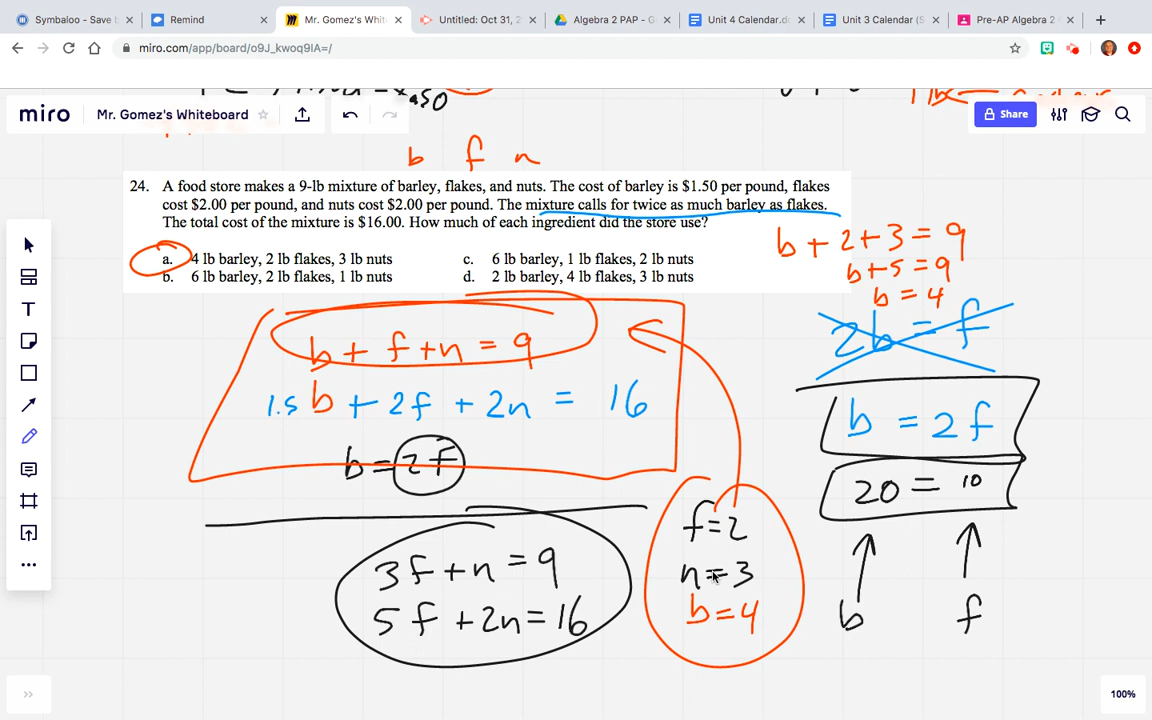 Symbaloo - Save b
Remind
Mr. Gomez's Whit
Untitled: Oct 31, 2
Algebra 2 PAP - G
Unit 4 Calendar.dc
Unit 3 Calendar (S
Pre-AP Algebra 2
miro.com/app/board/o9J_kwoq9lA=/
miro
Mr. Gomez's Whiteboard
Share
b f n
24. A food store makes a 9-lb mixture of barley, flakes, and nuts. The cost of barley is $1.50 per pound, flakes
cost $2.00 per pound, and nuts cost $2.00 per pound. The mixture calls for twice as much barley as flakes.
The total cost of the mixture is $16.00. How much of each ingredient did the store use?
a. 4 lb barley, 2 lb flakes, 3 lb nuts
c. 6 lb barley, 1 lb flakes, 2 lb nuts
b. 6 lb barley, 2 lb flakes, 1 lb nuts
d. 2 lb barley, 4 lb flakes, 3 lb nuts
b + 2 + 3 = 9
b + 5 = 9
b = 4
2b = f
b + f + n = 9
1.5 b + 2f + 2n = 16
b = 2f
b = 2f
20 = 10
f = 2
n = 3
b = 4
3f + n = 9
5f + 2n = 16
b f
100%